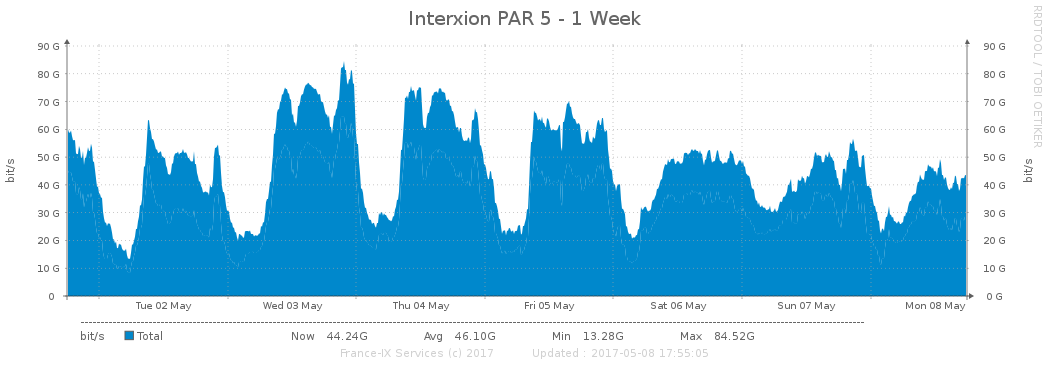 Interxion PAR 5 - 1 Week
RRDTOOL / TOBI OETIKER
90 G 90 G
80 G 80 G
70 G 70 G
60 G 60 G
50 G 50 G
40 G 40 G
30 G 30 G
20 G 20 G
10 G 10 G
0 0 G
bit/s bit/s
Tue 02 May Wed 03 May Thu 04 May Fri 05 May Sat 06 May Sun 07 May Mon 08 May
bit/s Total Now 44.24G Avg 46.10G Min 13.28G Max 84.52G
France-IX Services (c) 2017 Updated : 2017-05-08 17:55:05